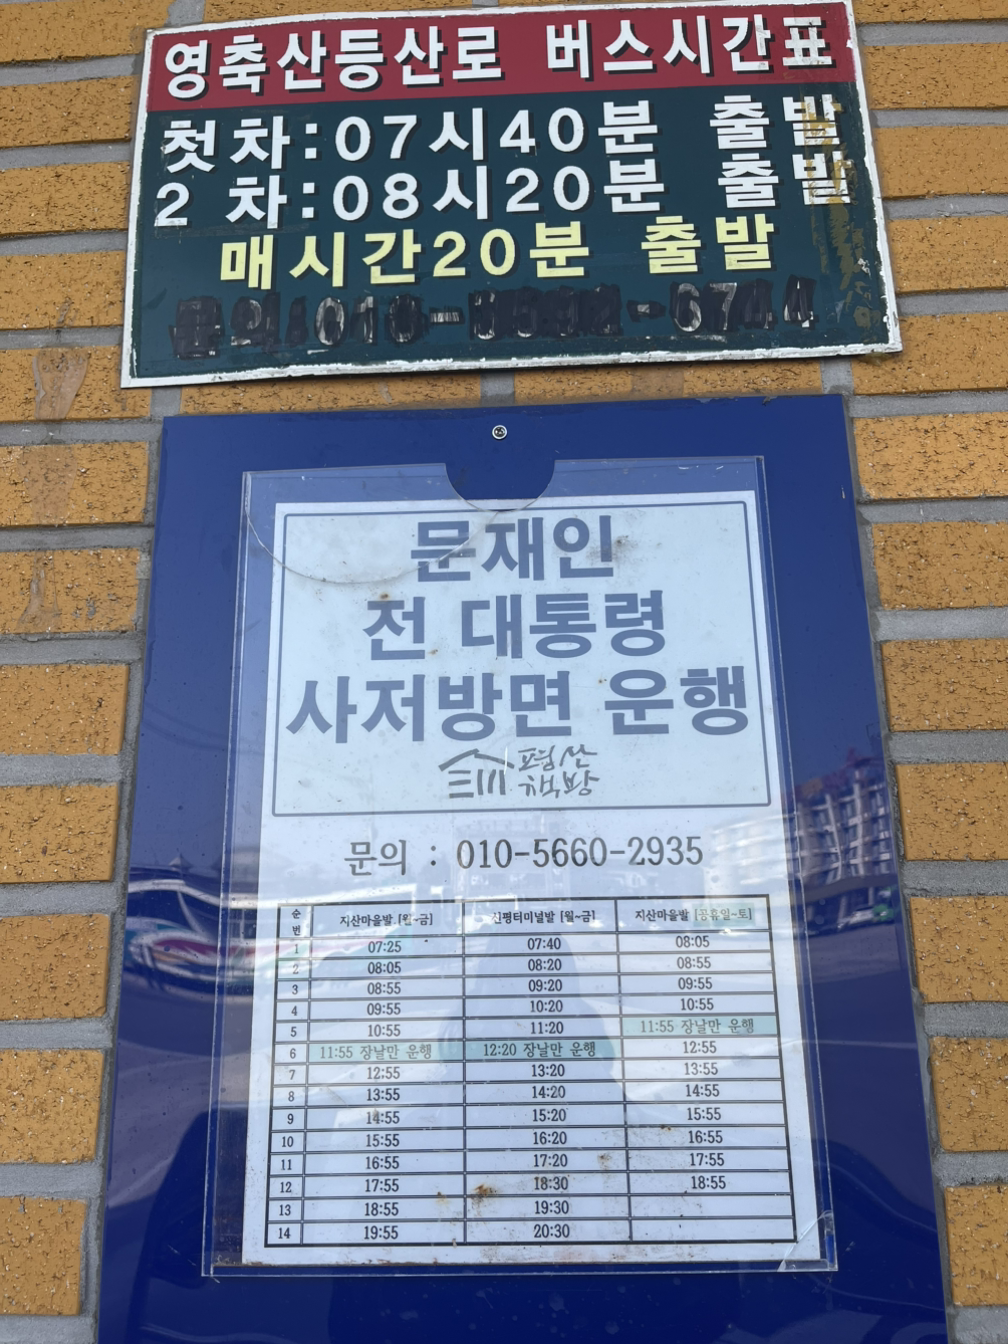 영축산등산로 버스시간표
첫차:07시40분 출발
2 차:08시20분 출발
매시간20분 출발
문재인
전 대통령
사저방면 운행
평산
책방
문의 : 010-5660-2935
순번 지산마을발 [월~금] 신평터미널발 [월~금] 지산마을발 [공휴일~토]
1 07:25 07:40 08:05
2 08:05 08:20 08:55
3 08:55 09:20 09:55
4 09:55 10:20 10:55
5 10:55 11:20 11:55 장날만 운행
6 11:55 장날만 운행 12:20 장날만 운행 12:55
7 12:55 13:20 13:55
8 13:55 14:20 14:55
9 14:55 15:20 15:55
10 15:55 16:20 16:55
11 16:55 17:20 17:55
12 17:55 18:30 18:55
13 18:55 19:30
14 19:55 20:30